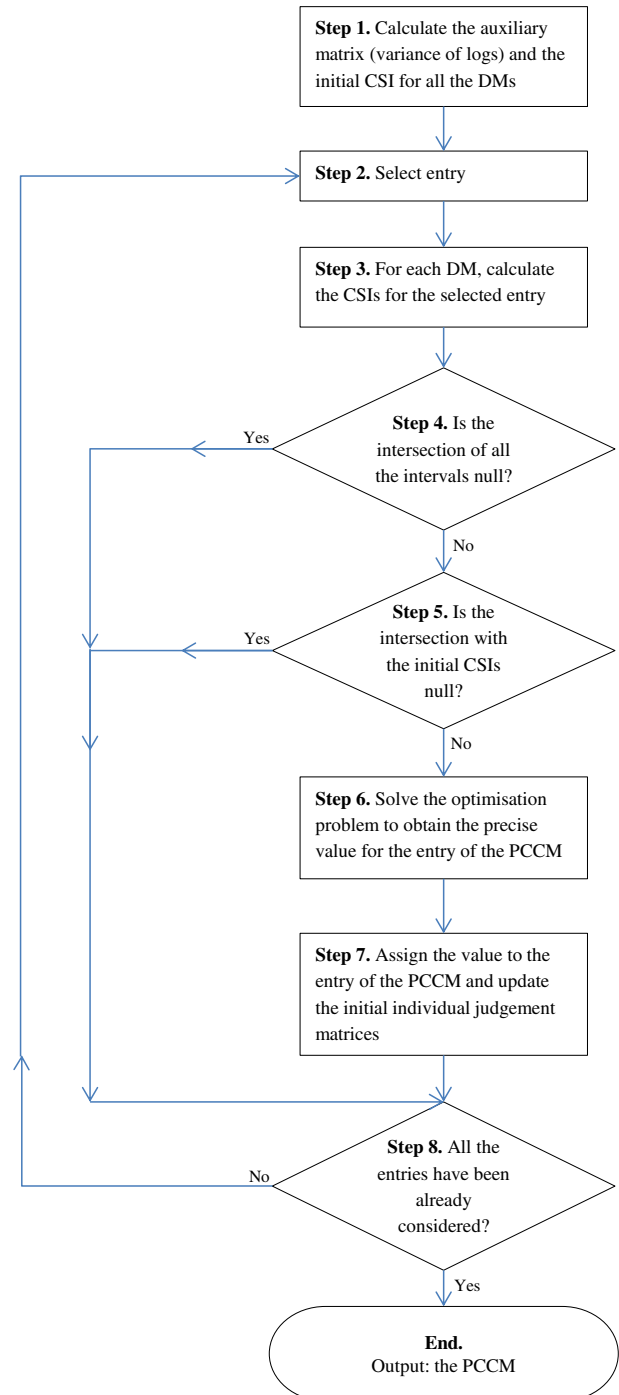 Step 1. Calculate the auxiliary
matrix (variance of logs) and the
initial CSI for all the DMs
Step 2. Select entry
Step 3. For each DM, calculate
the CSIs for the selected entry
Step 4. Is the
intersection of all
the intervals null?
Yes
No
Step 5. Is the
intersection with
the initial CSIs
null?
Yes
No
Step 6. Solve the optimisation
problem to obtain the precise
value for the entry of the PCCM
Step 7. Assign the value to the
entry of the PCCM and update
the initial individual judgement
matrices
Step 8. All the
entries have been
already
considered?
No
Yes
End.
Output: the PCCM